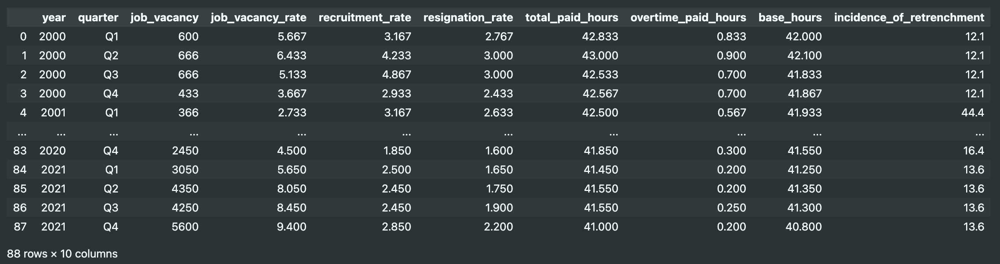 year quarter job_vacancy job_vacancy_rate recruitment_rate resignation_rate total_paid_hours overtime_paid_hours base_hours incidence_of_retrenchment
0 2000 Q1 600 5.667 3.167 2.767 42.833 0.833 42.000 12.1
1 2000 Q2 666 6.433 4.233 3.000 43.000 0.900 42.100 12.1
2 2000 Q3 666 5.133 4.867 3.000 42.533 0.700 41.833 12.1
3 2000 Q4 433 3.667 2.933 2.433 42.567 0.700 41.867 12.1
4 2001 Q1 366 2.733 3.167 2.633 42.500 0.567 41.933 44.4
... ... ... ... ... ... ... ... ... ... ...
83 2020 Q4 2450 4.500 1.850 1.600 41.850 0.300 41.550 16.4
84 2021 Q1 3050 5.650 2.500 1.650 41.450 0.200 41.250 13.6
85 2021 Q2 4350 8.050 2.450 1.750 41.550 0.200 41.350 13.6
86 2021 Q3 4250 8.450 2.450 1.900 41.550 0.250 41.300 13.6
87 2021 Q4 5600 9.400 2.850 2.200 41.000 0.200 40.800 13.6
88 rows × 10 columns